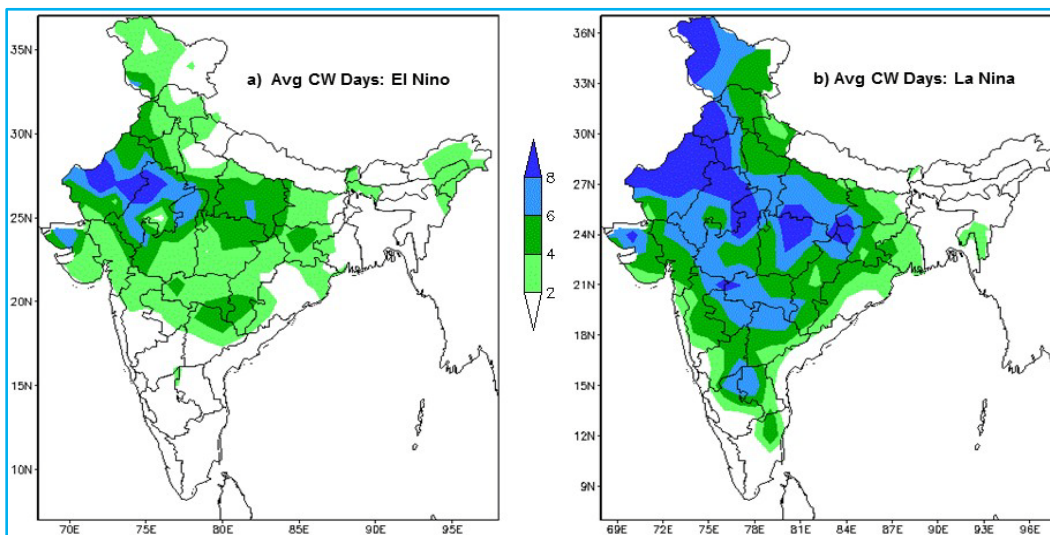 a) Avg CW Days: El Nino
35N
30N
25N
20N
15N
10N
70E 75E 80E 85E 90E 95E
8
6
4
2
b) Avg CW Days: La Nina
36N
33N
30N
27N
24N
21N
18N
15N
12N
9N
69E 72E 75E 78E 81E 84E 87E 90E 93E 96E